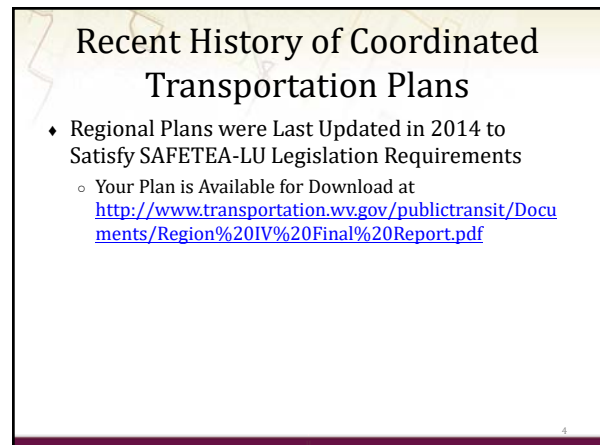 Recent History of Coordinated
Transportation Plans
♦ Regional Plans were Last Updated in 2014 to
Satisfy SAFETEA-LU Legislation Requirements
○ Your Plan is Available for Download at
http://www.transportation.wv.gov/publictransit/Docu
ments/Region%20IV%20Final%20Report.pdf
4